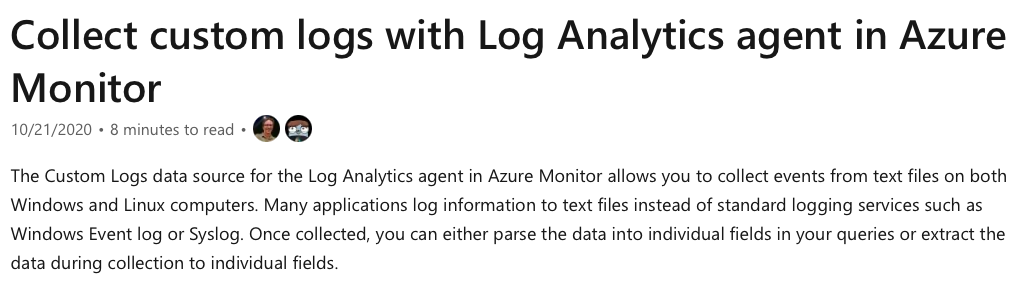 Collect custom logs with Log Analytics agent in Azure
Monitor
10/21/2020 • 8 minutes to read •
The Custom Logs data source for the Log Analytics agent in Azure Monitor allows you to collect events from text files on both
Windows and Linux computers. Many applications log information to text files instead of standard logging services such as
Windows Event log or Syslog. Once collected, you can either parse the data into individual fields in your queries or extract the
data during collection to individual fields.